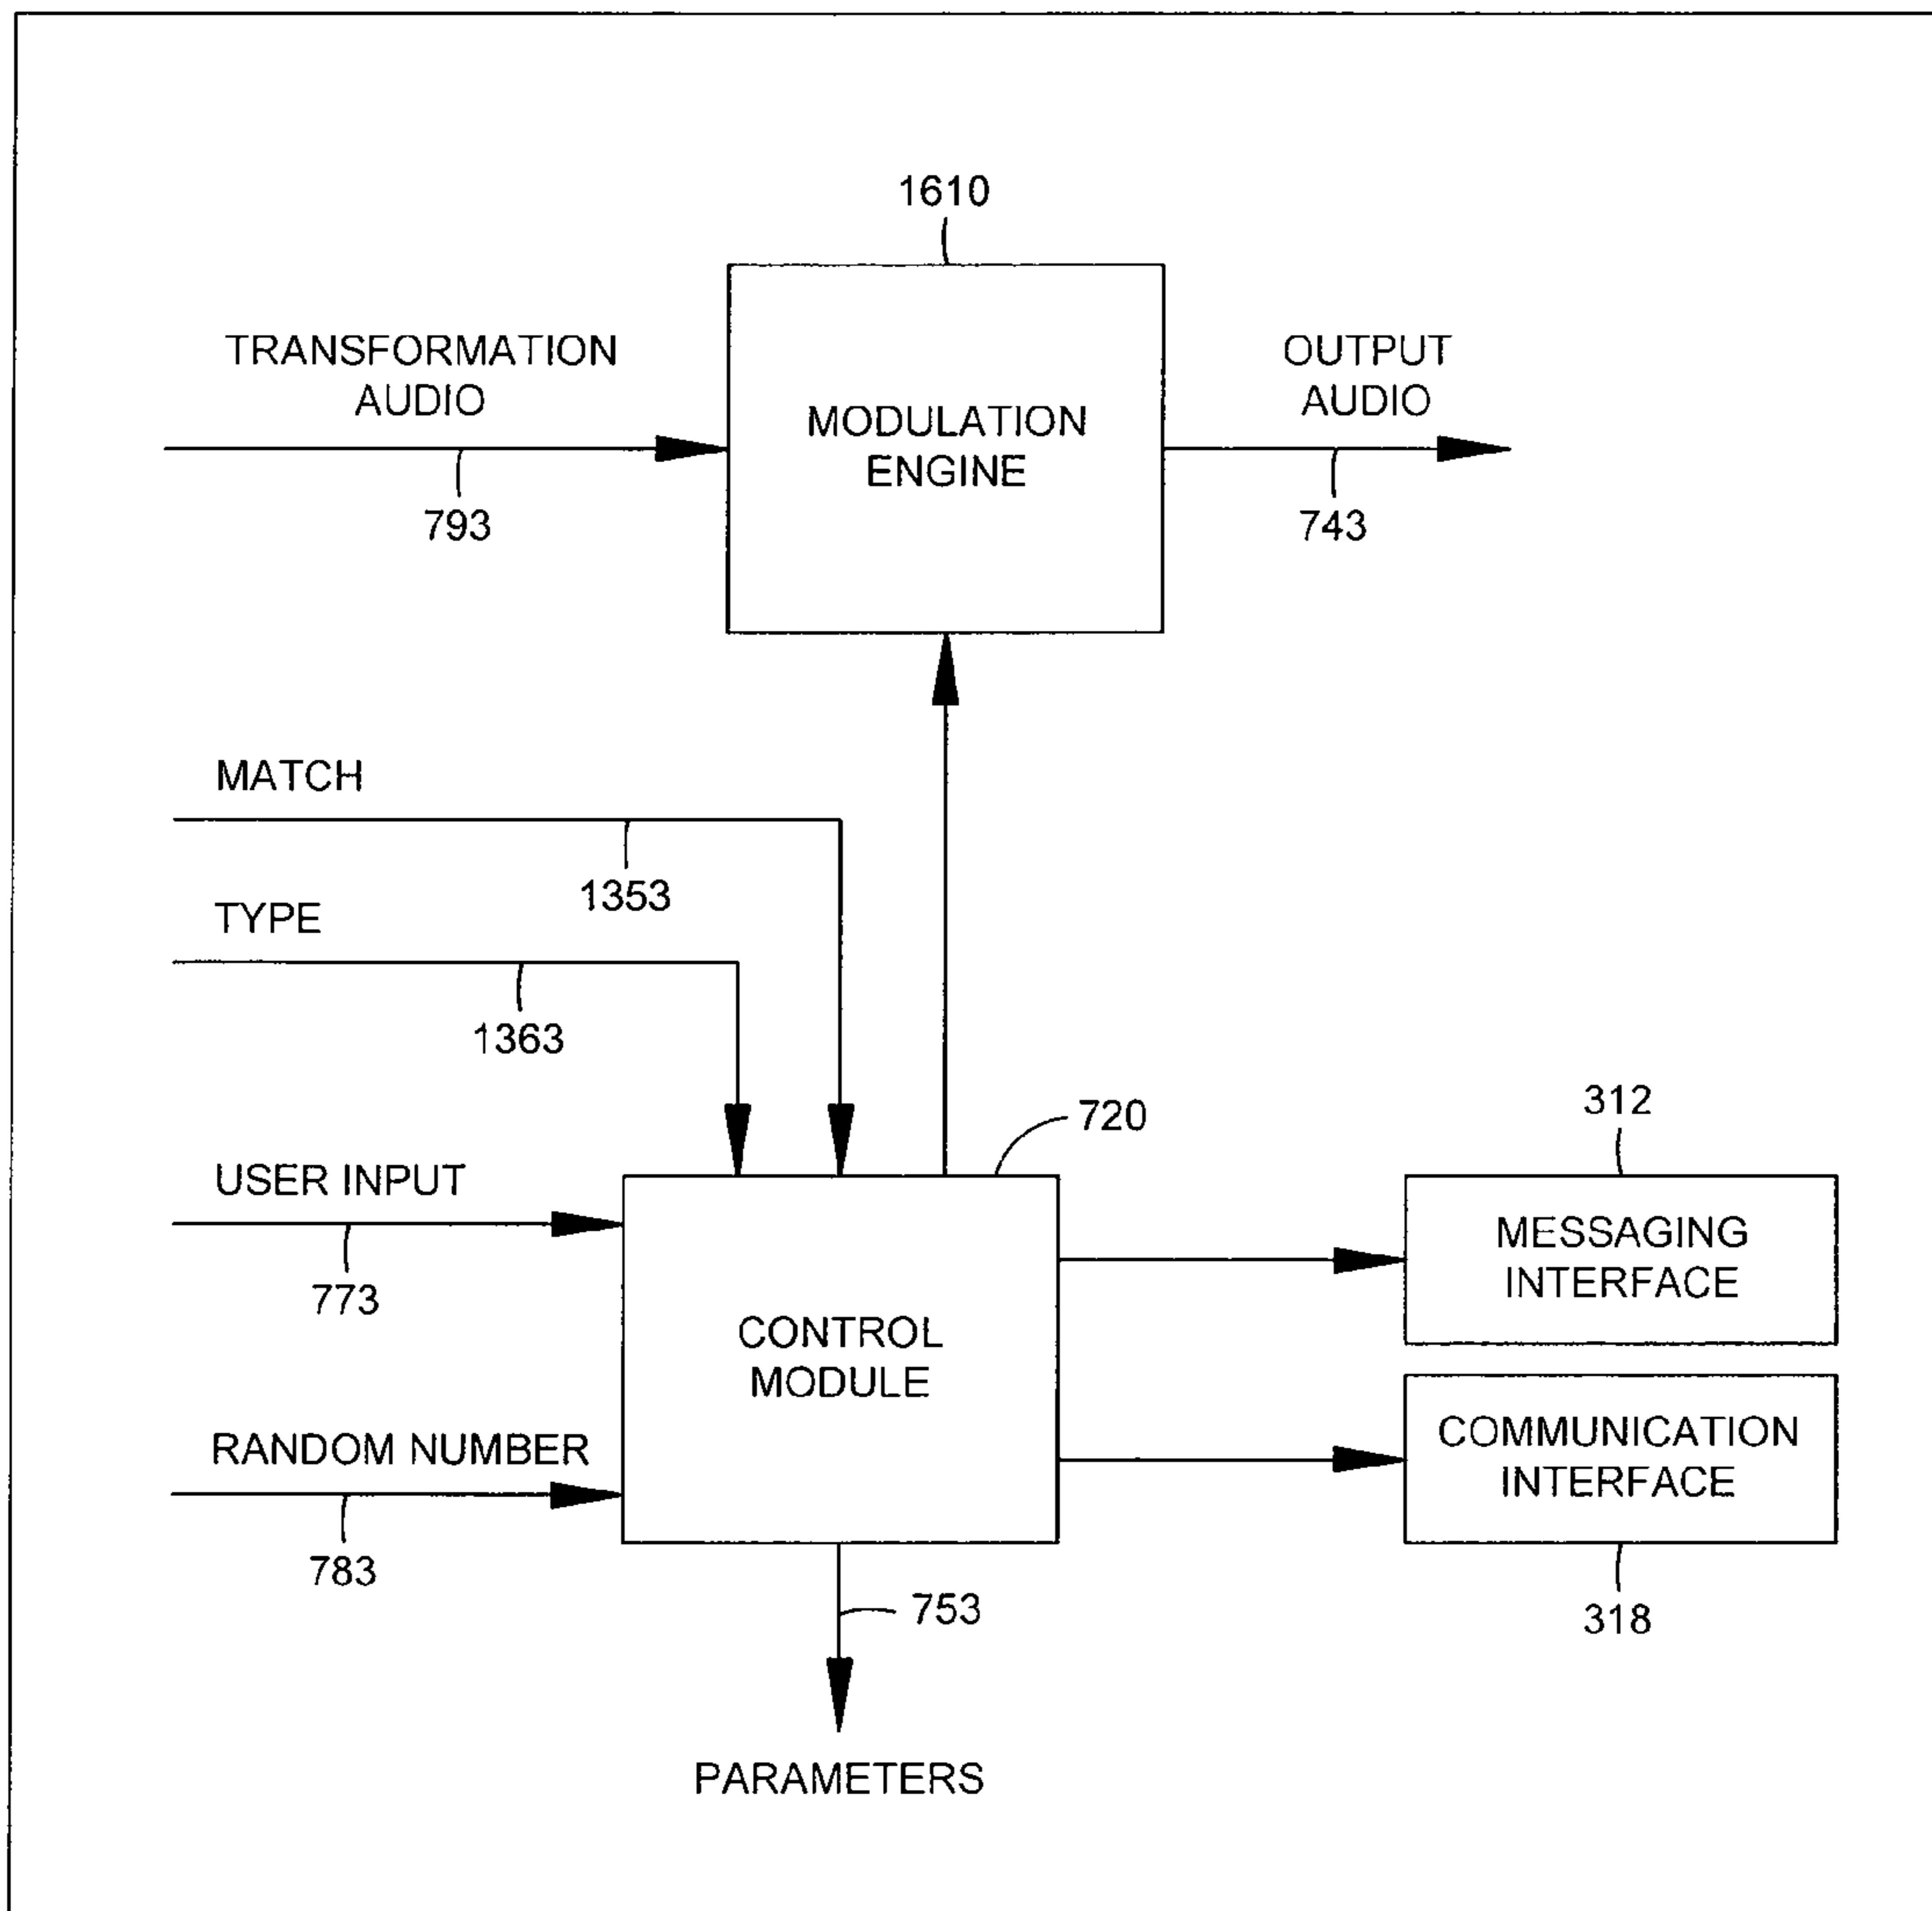 1610
TRANSFORMATION
AUDIO
793
MODULATION
ENGINE
OUTPUT
AUDIO
743
MATCH
1353
TYPE
1363
720
312
USER INPUT
773
MESSAGING
INTERFACE
CONTROL
MODULE
RANDOM NUMBER
783
COMMUNICATION
INTERFACE
318
753
PARAMETERS